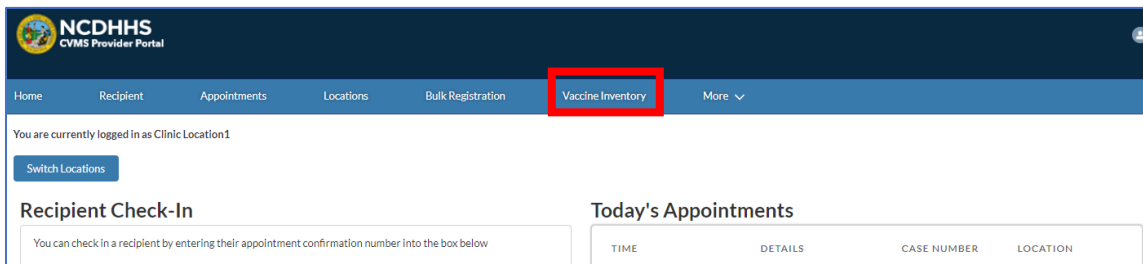 NCDHHS
CVMS Provider Portal
Home Recipient Appointments Locations Bulk Registration Vaccine Inventory More
You are currently logged in as Clinic Location1
Switch Locations
Recipient Check-In
You can check in a recipient by entering their appointment confirmation number into the box below
Today's Appointments
TIME DETAILS CASE NUMBER LOCATION